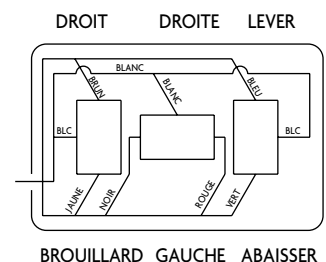 DROIT DROITE LEVER
BLANC
BRUN
BLANC
BLEU
BLC
BLC
JAUNE
NOIR
ROUGE
VERT
BROUILLARD GAUCHE ABAISSER